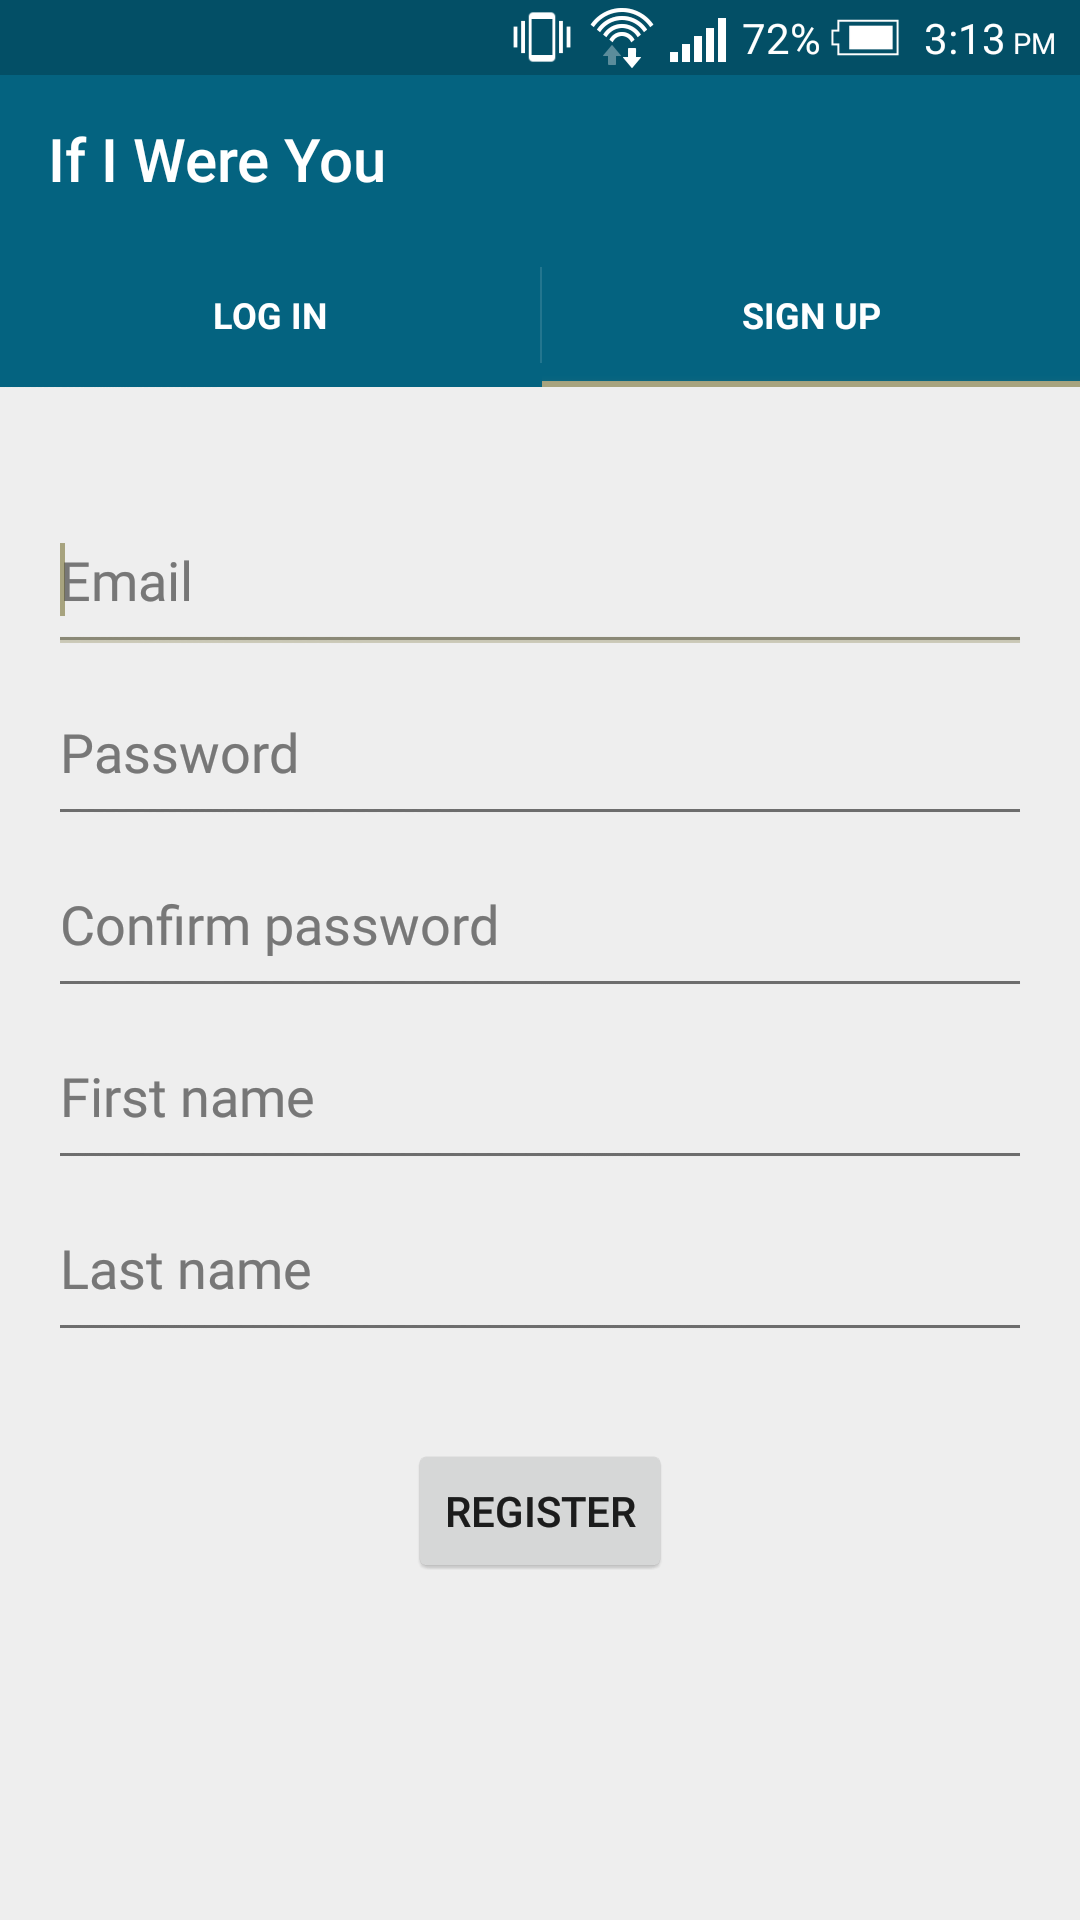 72% 3:13 PM
If I Were You
LOG IN SIGN UP
Email
Password
Confirm password
First name
Last name
REGISTER